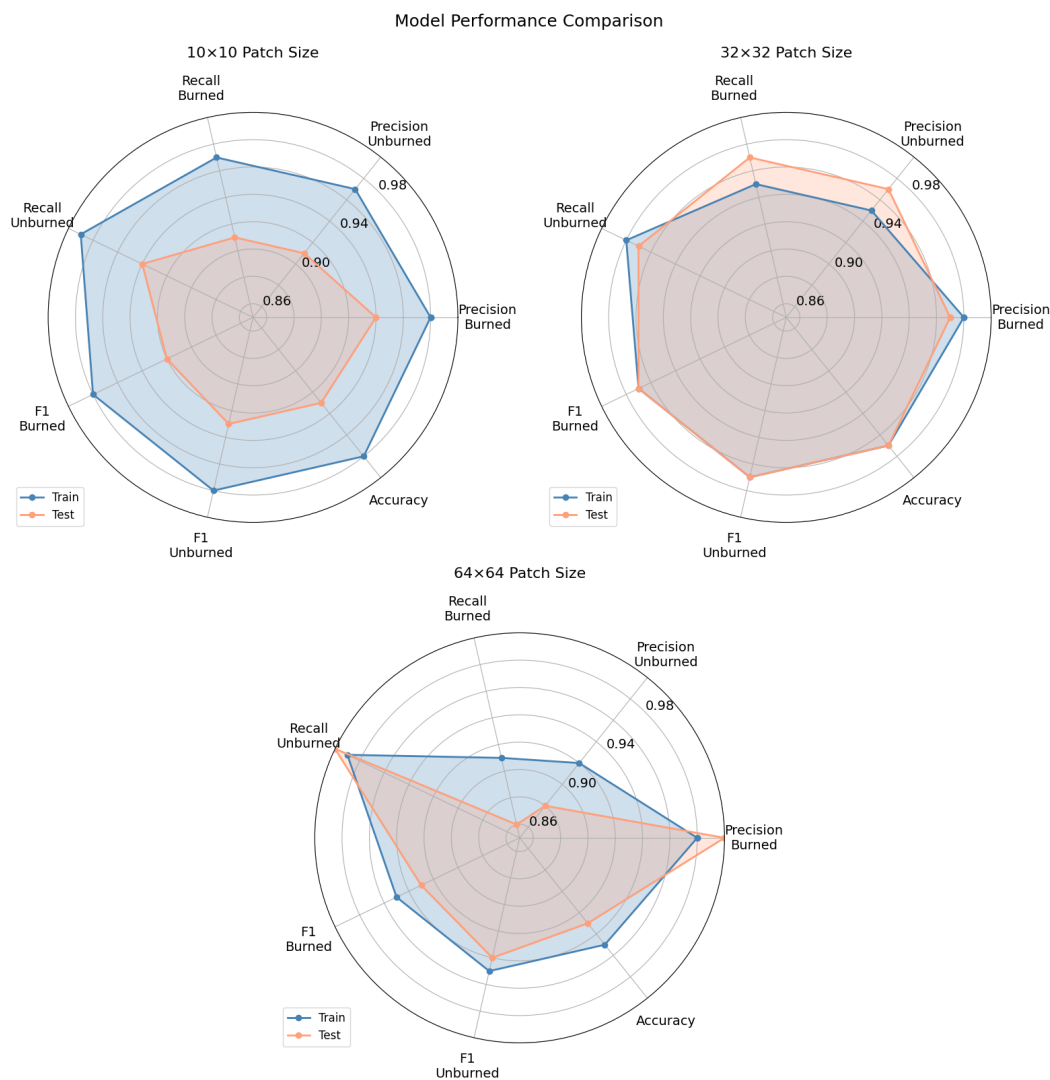 Model Performance Comparison
10×10 Patch Size
Recall
Burned
Precision
Unburned
0.98
Recall
Unburned
0.94
0.90
0.86
Precision
Burned
F1
Burned
Accuracy
F1
Unburned
Train
Test
32×32 Patch Size
Recall
Burned
Precision
Unburned
0.98
Recall
Unburned
0.94
0.90
0.86
Precision
Burned
F1
Burned
Accuracy
F1
Unburned
Train
Test
64×64 Patch Size
Recall
Burned
Precision
Unburned
0.98
Recall
Unburned
0.94
0.90
0.86
Precision
Burned
F1
Burned
Accuracy
F1
Unburned
Train
Test